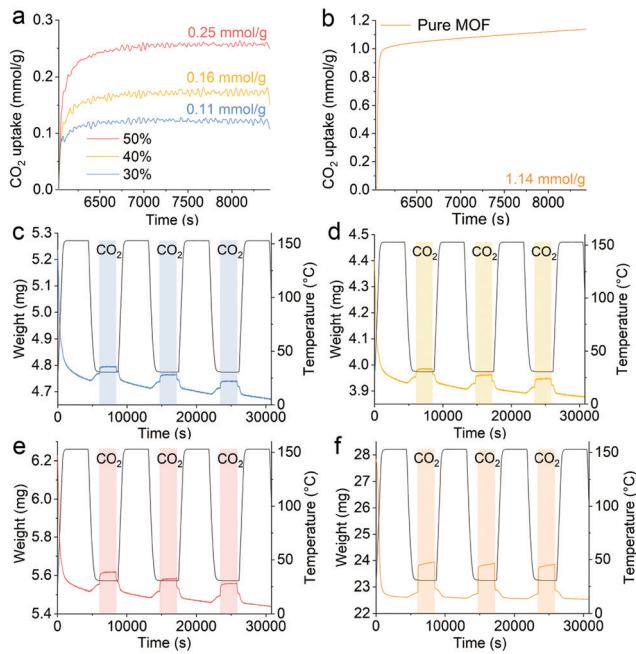 a
0.3
0.2
0.1
0.0
CO2 uptake (mmol/g)
0.25 mmol/g
0.16 mmol/g
0.11 mmol/g
50%
40%
30%
6500 7000 7500 8000
Time (s)
b
1.2
1.0
0.8
0.6
0.4
0.2
0.0
CO2 uptake (mmol/g)
Pure MOF
1.14 mmol/g
6500 7000 7500 8000
Time (s)
c
5.3
5.2
5.1
5.0
4.9
4.8
4.7
Weight (mg)
CO2 CO2 CO2
150
100
50
0
Temperature (°C)
0 10000 20000 30000
Time (s)
d
4.5
4.4
4.3
4.2
4.1
4.0
3.9
Weight (mg)
CO2 CO2 CO2
150
100
50
0
Temperature (°C)
0 10000 20000 30000
Time (s)
e
6.2
6.0
5.8
5.6
5.4
Weight (mg)
CO2 CO2 CO2
150
100
50
0
Temperature (°C)
0 10000 20000 30000
Time (s)
f
28
27
26
25
24
23
22
Weight (mg)
CO2 CO2 CO2
150
100
50
0
Temperature (°C)
0 10000 20000 30000
Time (s)